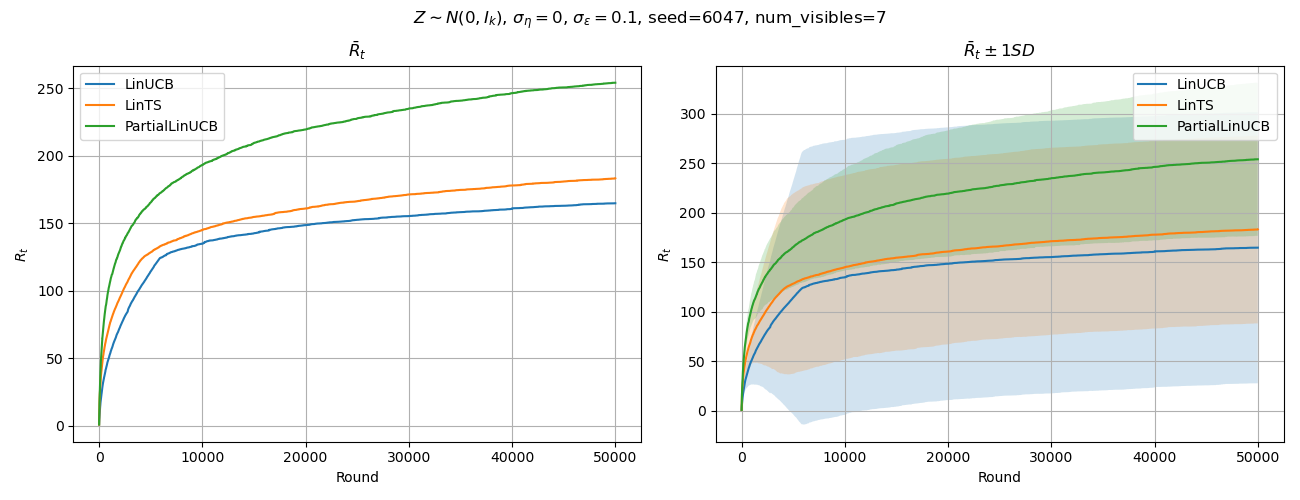 Z ~ N(0, I_k), σ_η = 0, σ_ε = 0.1, seed=6047, num_visibles=7
R̄_t
250
200
150
100
50
0
R_t
LinUCB
LinTS
PartialLinUCB
0 10000 20000 30000 40000 50000
Round
R̄_t ± 1SD
300
250
200
150
100
50
0
R_t
LinUCB
LinTS
PartialLinUCB
0 10000 20000 30000 40000 50000
Round